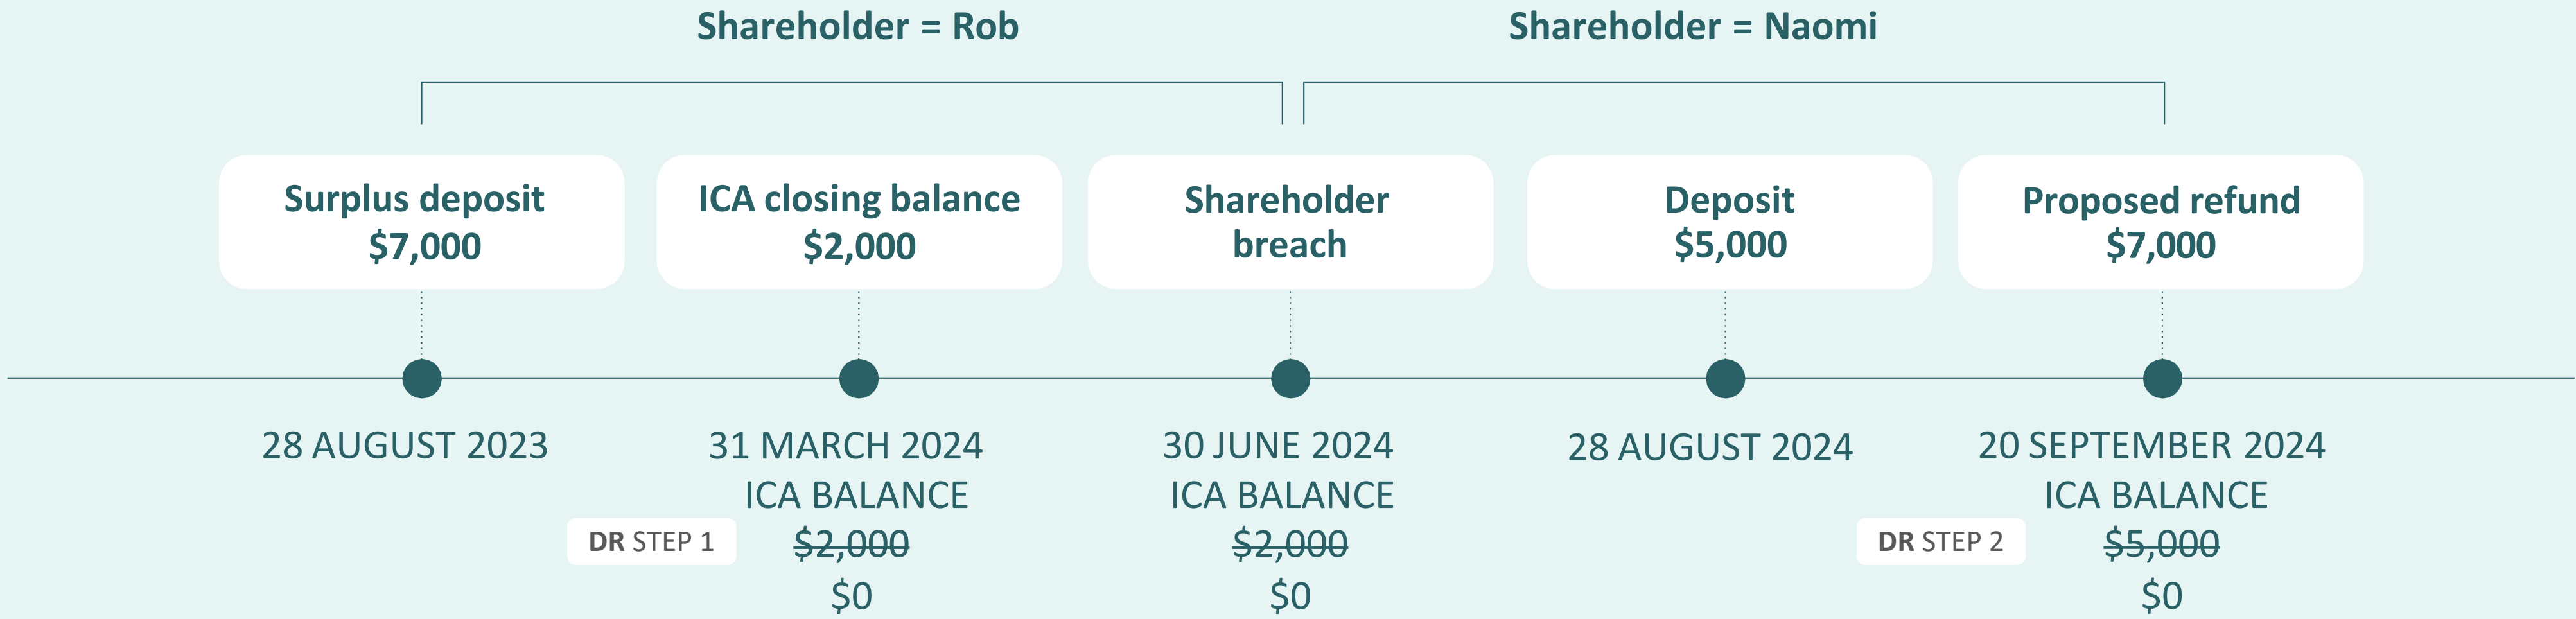 Shareholder = Rob
Shareholder = Naomi
Surplus deposit
$7,000
ICA closing balance
$2,000
Shareholder
breach
Deposit
$5,000
Proposed refund
$7,000
28 AUGUST 2023
31 MARCH 2024
ICA BALANCE
DR STEP 1
$2,000
$0
30 JUNE 2024
ICA BALANCE
$2,000
$0
28 AUGUST 2024
20 SEPTEMBER 2024
ICA BALANCE
DR STEP 2
$5,000
$0